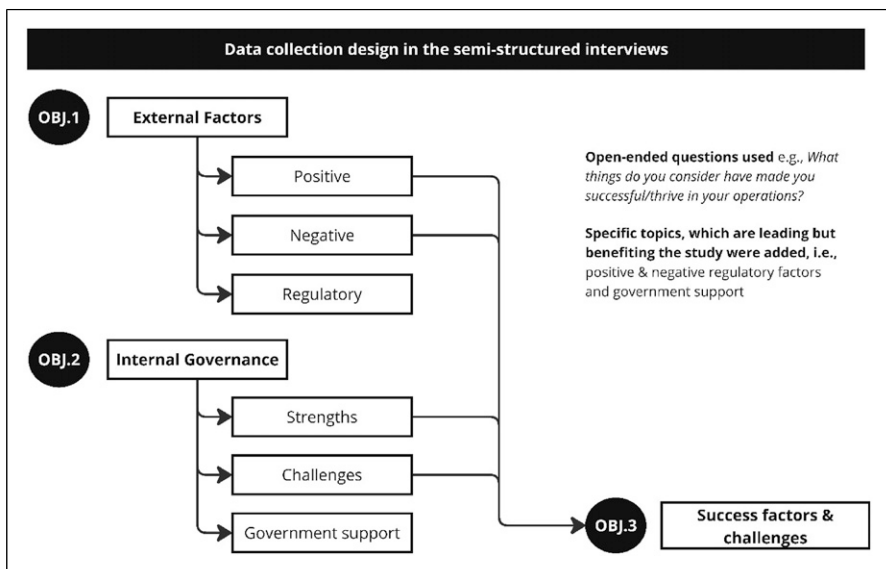 Data collection design in the semi-structured interviews
OBJ.1
External Factors
Positive
Negative
Regulatory
Open-ended questions used e.g., What
things do you consider have made you
successful/thrive in your operations?
Specific topics, which are leading but
benefiting the study were added, i.e.,
positive & negative regulatory factors
and government support
OBJ.2
Internal Governance
Strengths
Challenges
Government support
OBJ.3
Success factors &
challenges